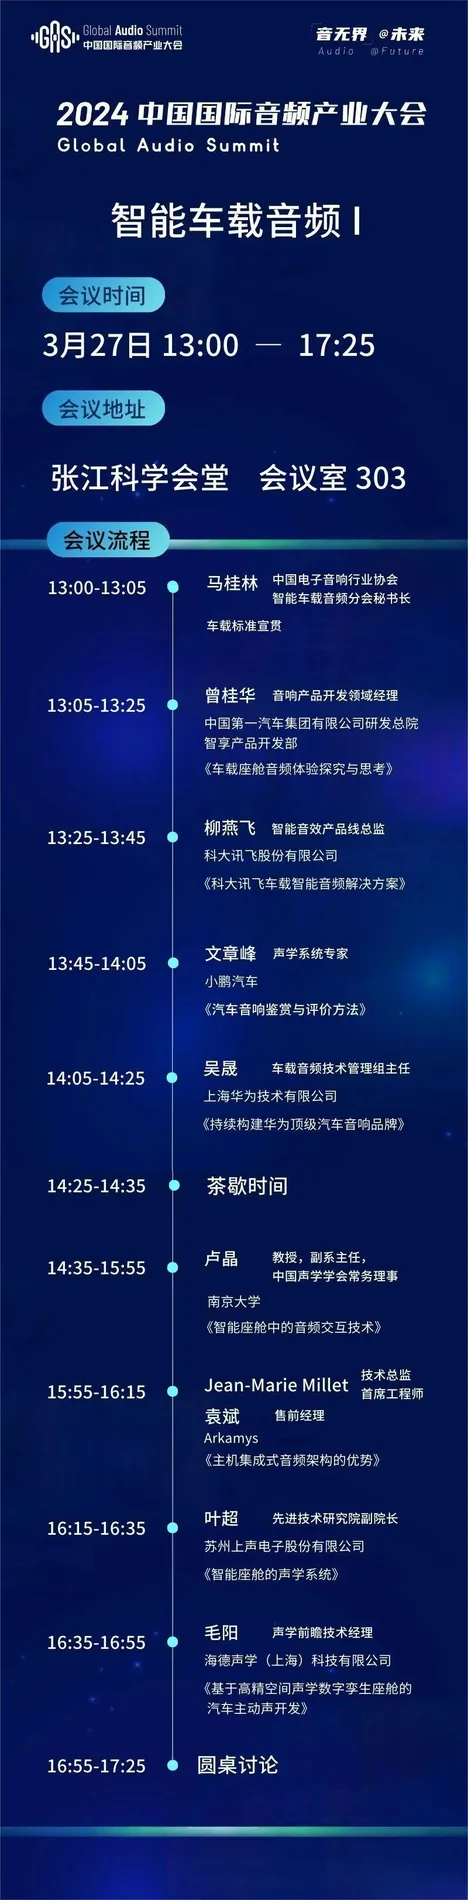 GAS
Global Audio Summit
中国国际音频产业大会
音无界 @未来
Audio @Future
2024 中国国际音频产业大会
Global Audio Summit
智能车载音频 I
会议时间
3月27日 13:00 — 17:25
会议地址
张江科学会堂 会议室 303
会议流程
13:00-13:05
马桂林 中国电子音响行业协会
智能车载音频分会秘书长
车载标准宣贯
13:05-13:25
曾桂华 音响产品开发领域经理
中国第一汽车集团有限公司研发总院
智享产品开发部
《车载座舱音频体验探究与思考》
13:25-13:45
柳燕飞 智能音效产品线总监
科大讯飞股份有限公司
《科大讯飞车载智能音频解决方案》
13:45-14:05
文章峰 声学系统专家
小鹏汽车
《汽车音响鉴赏与评价方法》
14:05-14:25
吴晟 车载音频技术管理组主任
上海华为技术有限公司
《持续构建华为顶级汽车音响品牌》
14:25-14:35
茶歇时间
14:35-15:55
卢晶 教授，副系主任，
中国声学学会常务理事
南京大学
《智能座舱中的音频交互技术》
15:55-16:15
Jean-Marie Millet 技术总监
首席工程师
袁斌 售前经理
Arkamys
《主机集成式音频架构的优势》
16:15-16:35
叶超 先进技术研究院副院长
苏州上声电子股份有限公司
《智能座舱的声学系统》
16:35-16:55
毛阳 声学前瞻技术经理
海德声学（上海）科技有限公司
《基于高精空间声学数字孪生座舱的
汽车主动声开发》
16:55-17:25
圆桌讨论